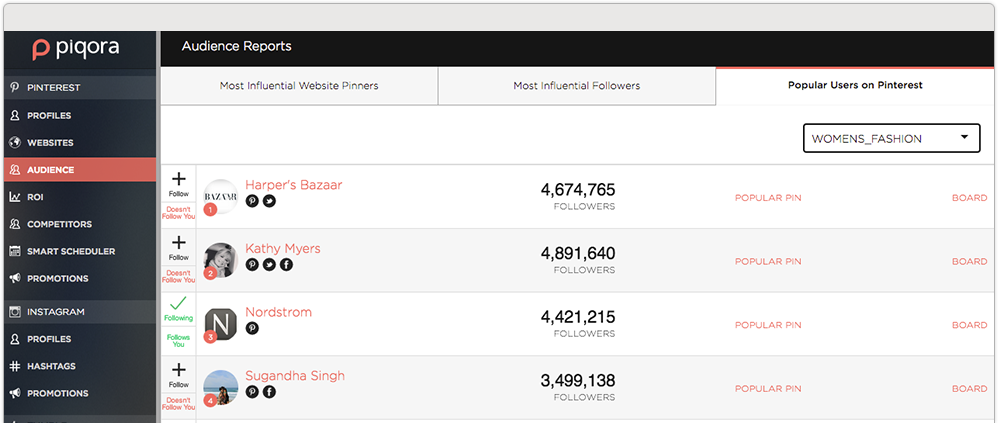 piqora
Audience Reports
PINTEREST
PROFILES
WEBSITES
AUDIENCE
ROI
COMPETITORS
SMART SCHEDULER
PROMOTIONS
INSTAGRAM
PROFILES
HASHTAGS
PROMOTIONS
Most Influential Website Pinners
Most Influential Followers
Popular Users on Pinterest
WOMENS_FASHION
Follow
Doesn't
Follow You
BAZAAR
1
Harper's Bazaar
4,674,765
FOLLOWERS
POPULAR PIN
BOARD
Follow
Doesn't
Follow You
2
Kathy Myers
4,891,640
FOLLOWERS
POPULAR PIN
BOARD
Following
Follows
You
N
3
Nordstrom
4,421,215
FOLLOWERS
POPULAR PIN
BOARD
Follow
Doesn't
Follow You
4
Sugandha Singh
3,499,138
FOLLOWERS
POPULAR PIN
BOARD